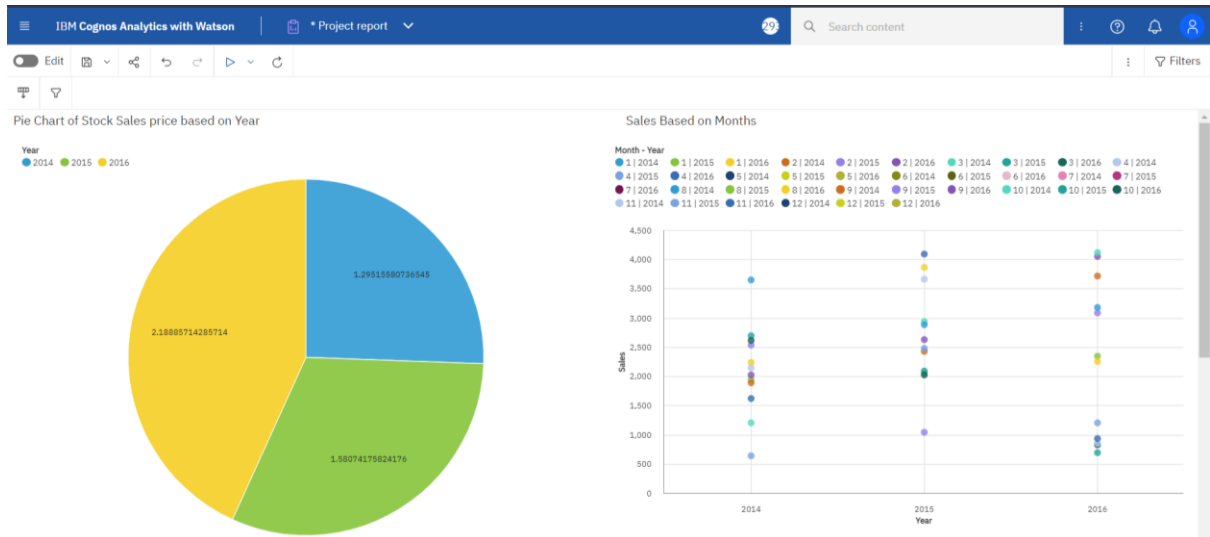 IBM Cognos Analytics with Watson
* Project report
29
Search content
Edit
Filters
Pie Chart of Stock Sales price based on Year
Year
2014 2015 2016
1.29515580736545
2.18885714285714
1.58074175824176
Sales Based on Months
Month - Year
1 | 2014 1 | 2015 1 | 2016 2 | 2014 2 | 2015 2 | 2016 3 | 2014 3 | 2015 3 | 2016 4 | 2014
4 | 2015 4 | 2016 5 | 2014 5 | 2015 5 | 2016 6 | 2014 6 | 2015 6 | 2016 7 | 2014 7 | 2015
7 | 2016 8 | 2014 8 | 2015 8 | 2016 9 | 2014 9 | 2015 9 | 2016 10 | 2014 10 | 2015 10 | 2016
11 | 2014 11 | 2015 11 | 2016 12 | 2014 12 | 2015 12 | 2016
4,500
4,000
3,500
3,000
2,500
2,000
1,500
1,000
500
0
Sales
2014 2015 2016
Year